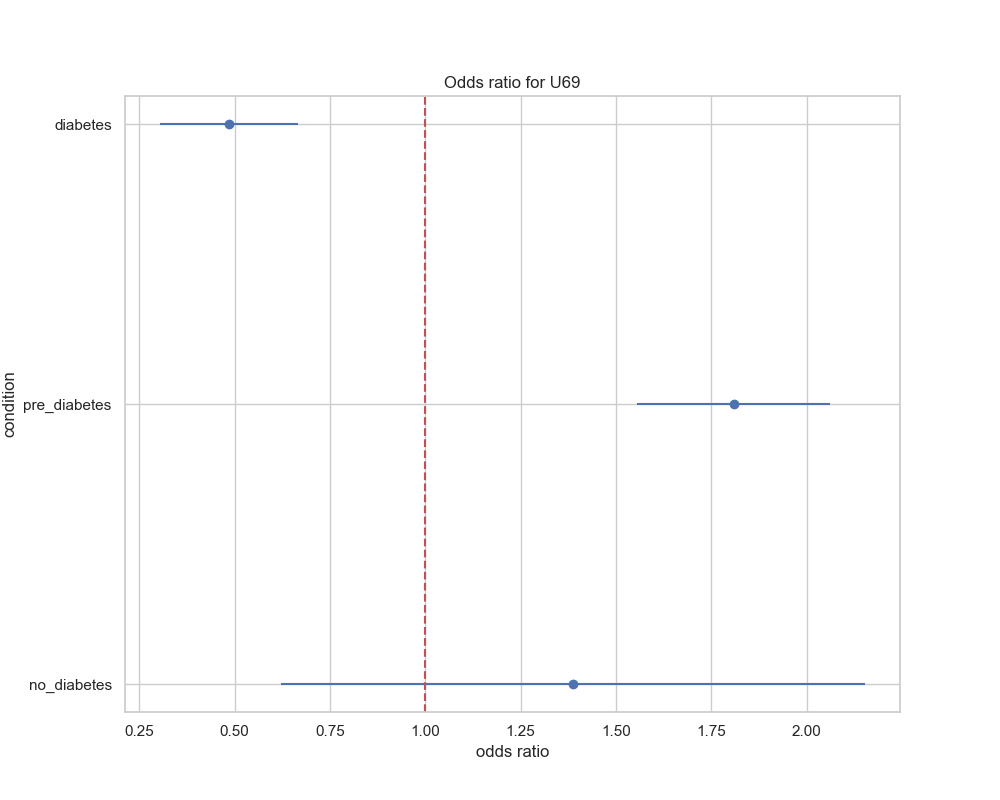 Odds ratio for U69
diabetes
pre_diabetes
no_diabetes
condition
0.25 0.50 0.75 1.00 1.25 1.50 1.75 2.00
odds ratio